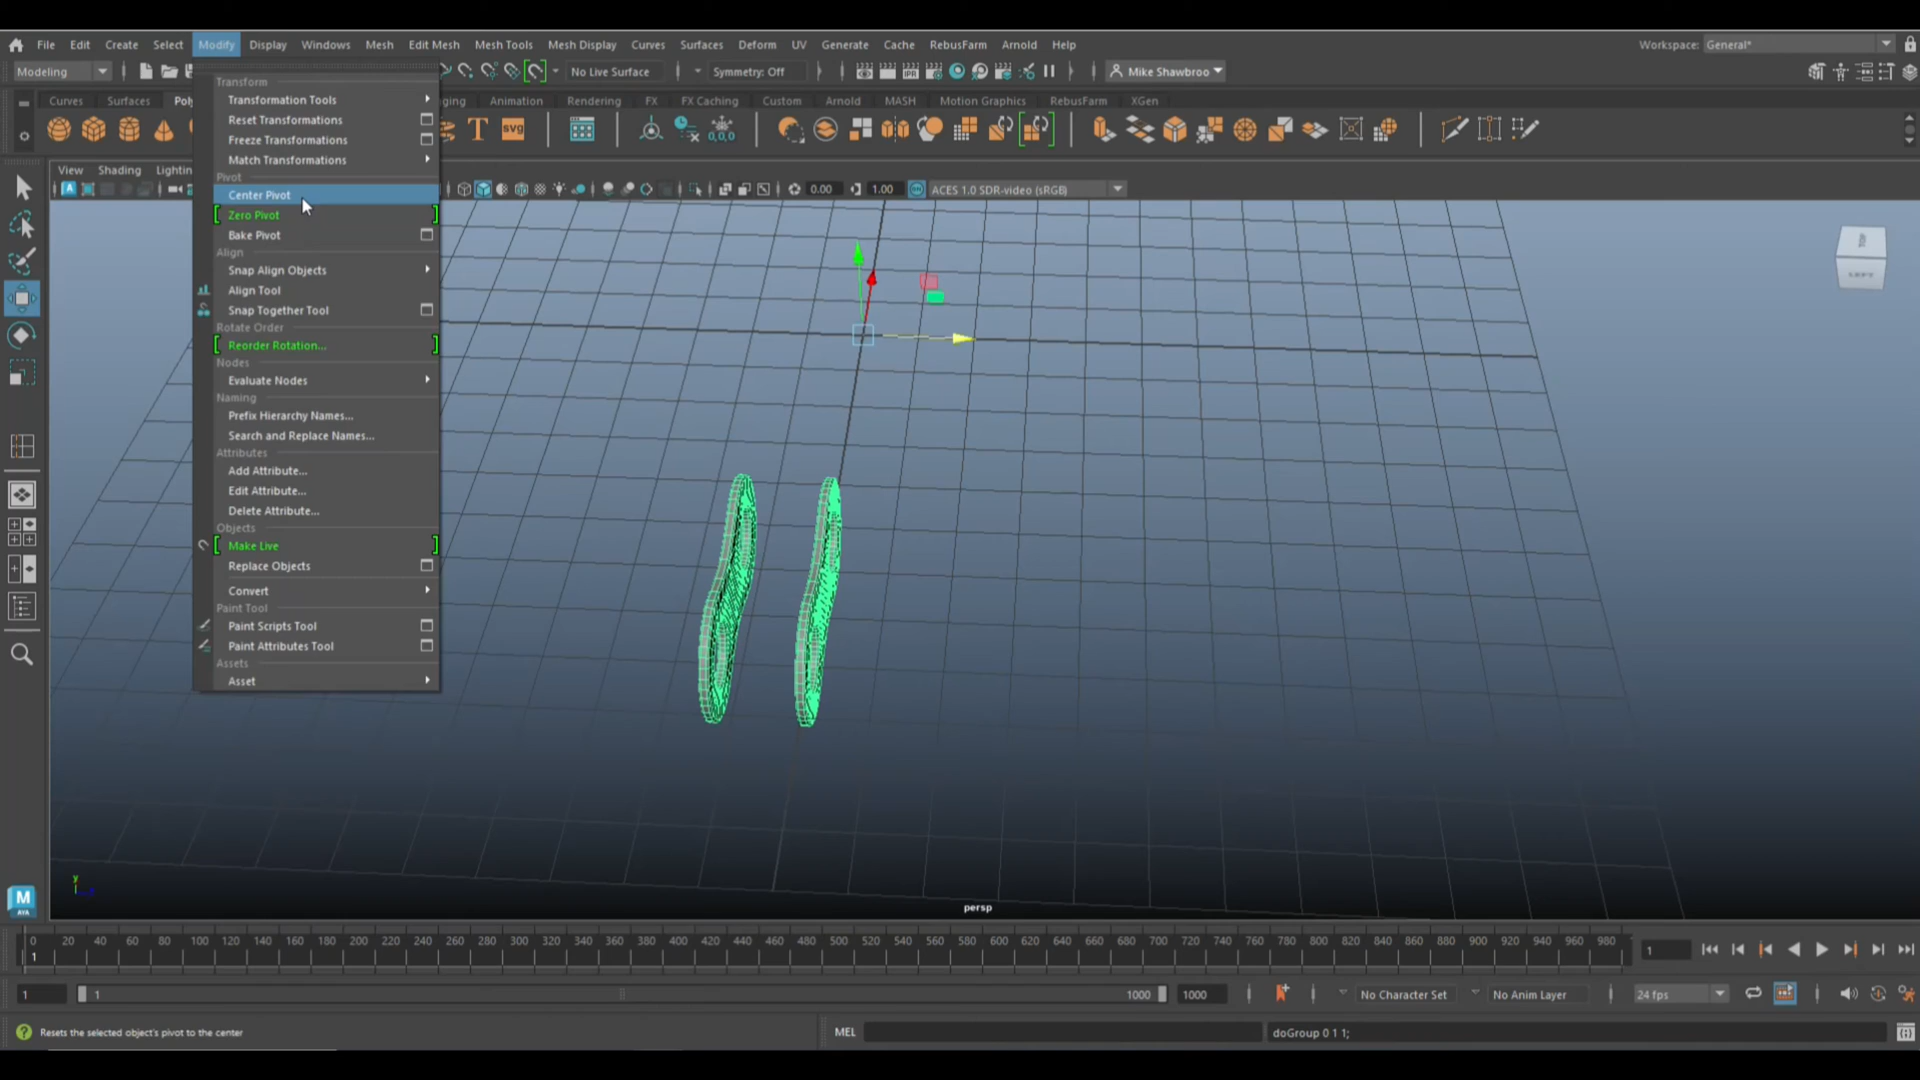 File Edit Create Select Modify Display Windows Mesh Edit Mesh Mesh Tools Mesh Display Curves Surfaces Deform UV Generate Cache RebusFarm Arnold Help Workspace: General*
Modeling No Live Surface Symmetry: Off Mike Shawbroo
Curves Surfaces Animation Rendering FX FX Caching Custom Arnold MASH Motion Graphics RebusFarm XGen
T SVG 0,0,0
View Shading
0.00 1.00 ACES 1.0 SDR-video (sRGB)
Transform
Transformation Tools
Reset Transformations
Freeze Transformations
Match Transformations
Pivot
Center Pivot
Zero Pivot
Bake Pivot
Align
Snap Align Objects
Align Tool
Snap Together Tool
Rotate Order
Reorder Rotation...
Nodes
Evaluate Nodes
Naming
Prefix Hierarchy Names...
Search and Replace Names...
Attributes
Add Attribute...
Edit Attribute...
Delete Attribute...
Objects
Make Live
Replace Objects
Convert
Paint Tool
Paint Scripts Tool
Paint Attributes Tool
Assets
Asset
TOP
LEFT
M
y
persp
0 20 40 60 80 100 120 140 160 180 200 220 240 260 280 300 320 340 360 380 400 420 440 460 480 500 520 540 560 580 600 620 640 660 680 700 720 740 760 780 800 820 840 860 880 900 920 940 960 980
1 1
1 1 1000 1000 No Character Set No Anim Layer 24 fps
Resets the selected object's pivot to the center MEL doGroup 0 1 1;